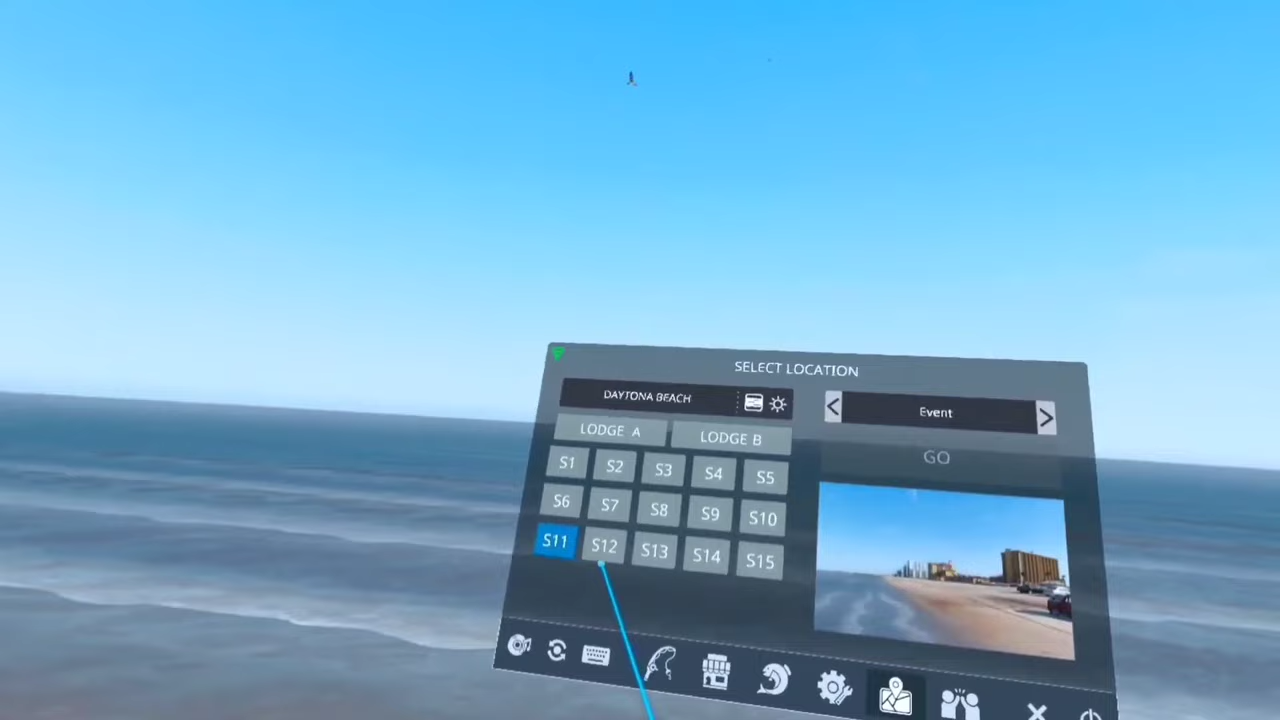 SELECT LOCATION
DAYTONA BEACH
Event
LODGE A LODGE B
GO
S1 S2 S3 S4 S5
S6 S7 S8 S9 S10
S11 S12 S13 S14 S15